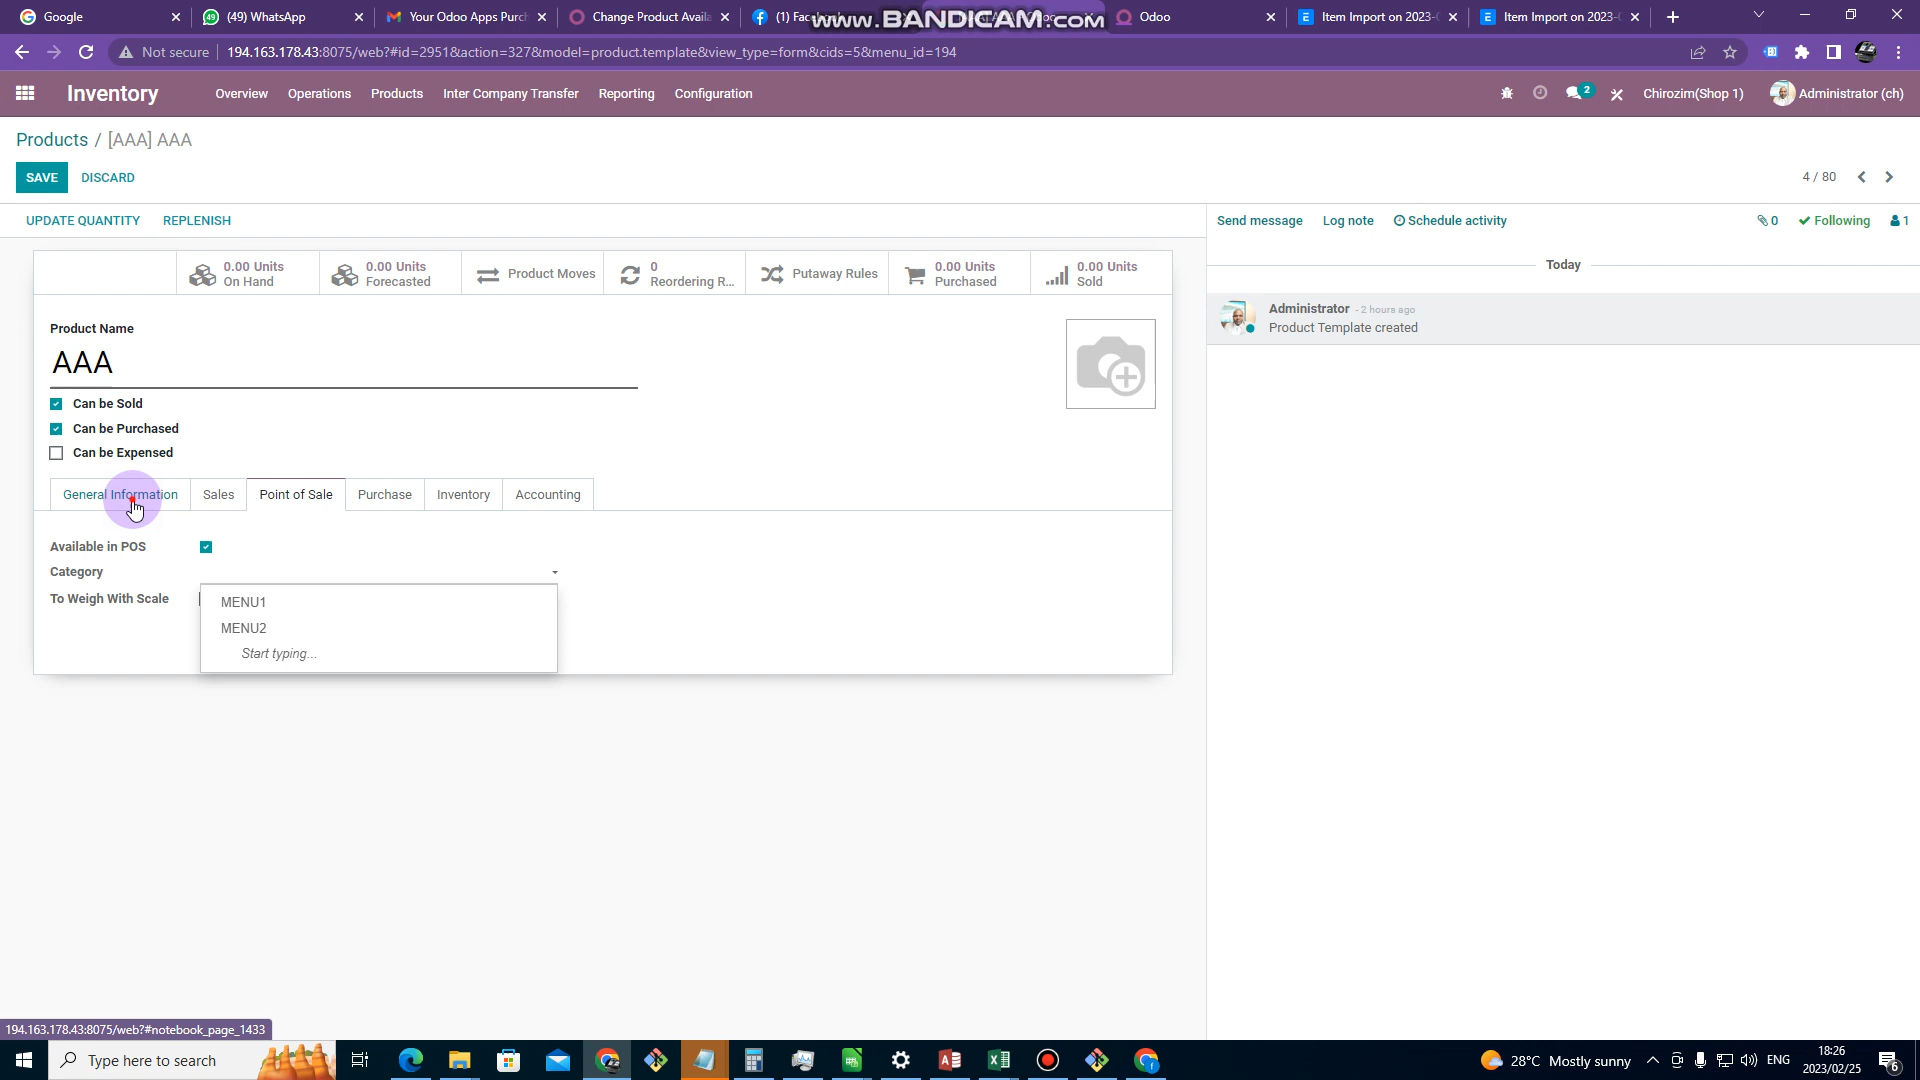 Google
(49) WhatsApp
Your Odoo Apps Purch
Change Product Availa
(1) Fac
www.BANDICAM.com
Odoo
Item Import on 2023-
Item Import on 2023-
Not secure
194.163.178.43:8075/web?#id=2951&action=327&model=product.template&view_type=form&cids=5&menu_id=194
Inventory
Overview
Operations
Products
Inter Company Transfer
Reporting
Configuration
2
Chirozim(Shop 1)
Administrator (ch)
Products / [AAA] AAA
SAVE
DISCARD
4 / 80
UPDATE QUANTITY
REPLENISH
Send message
Log note
Schedule activity
0
Following
1
0.00 Units
On Hand
0.00 Units
Forecasted
Product Moves
0
Reordering R...
Putaway Rules
0.00 Units
Purchased
0.00 Units
Sold
Today
Administrator - 2 hours ago
Product Template created
Product Name
AAA
Can be Sold
Can be Purchased
Can be Expensed
General Information
Sales
Point of Sale
Purchase
Inventory
Accounting
Available in POS
Category
To Weigh With Scale
MENU1
MENU2
Start typing...
194.163.178.43:8075/web?#notebook_page_1433
Type here to search
28°C Mostly sunny
ENG
18:26
2023/02/25
6